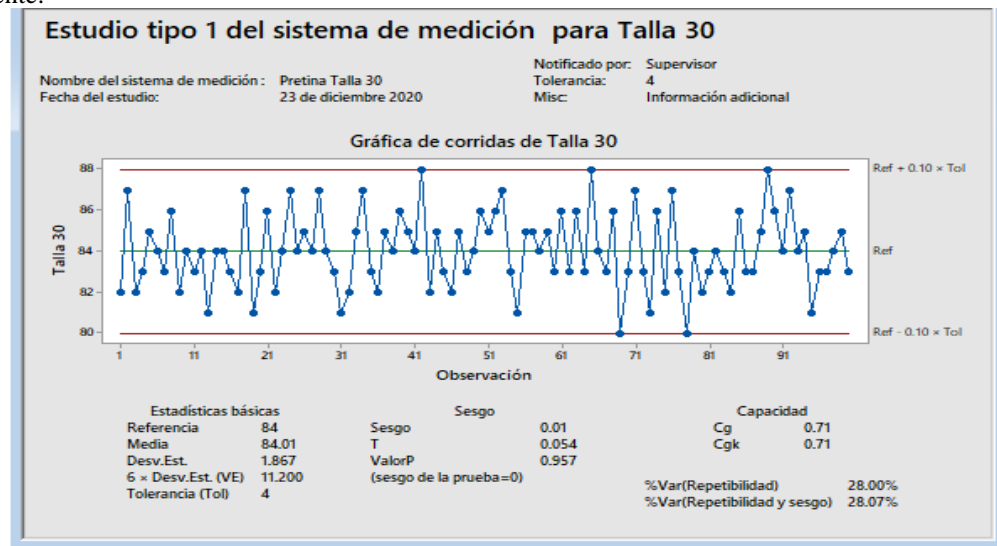 ente:
Estudio tipo 1 del sistema de medición para Talla 30
Notificado por: Supervisor
Nombre del sistema de medición : Pretina Talla 30 Tolerancia: 4
Fecha del estudio: 23 de diciembre 2020 Misc: Información adicional
Gráfica de corridas de Talla 30
88 Ref + 0.10 × Tol
86
84 Ref
82
80 Ref - 0.10 × Tol
Talla 30
1 11 21 31 41 51 61 71 81 91
Observación
Estadísticas básicas Sesgo Capacidad
Referencia 84 Sesgo 0.01 Cg 0.71
Media 84.01 T 0.054 Cgk 0.71
Desv.Est. 1.867 ValorP 0.957
6 × Desv.Est. (VE) 11.200 (sesgo de la prueba=0)
%Var(Repetibilidad) 28.00%
Tolerancia (Tol) 4
%Var(Repetibilidad y sesgo) 28.07%